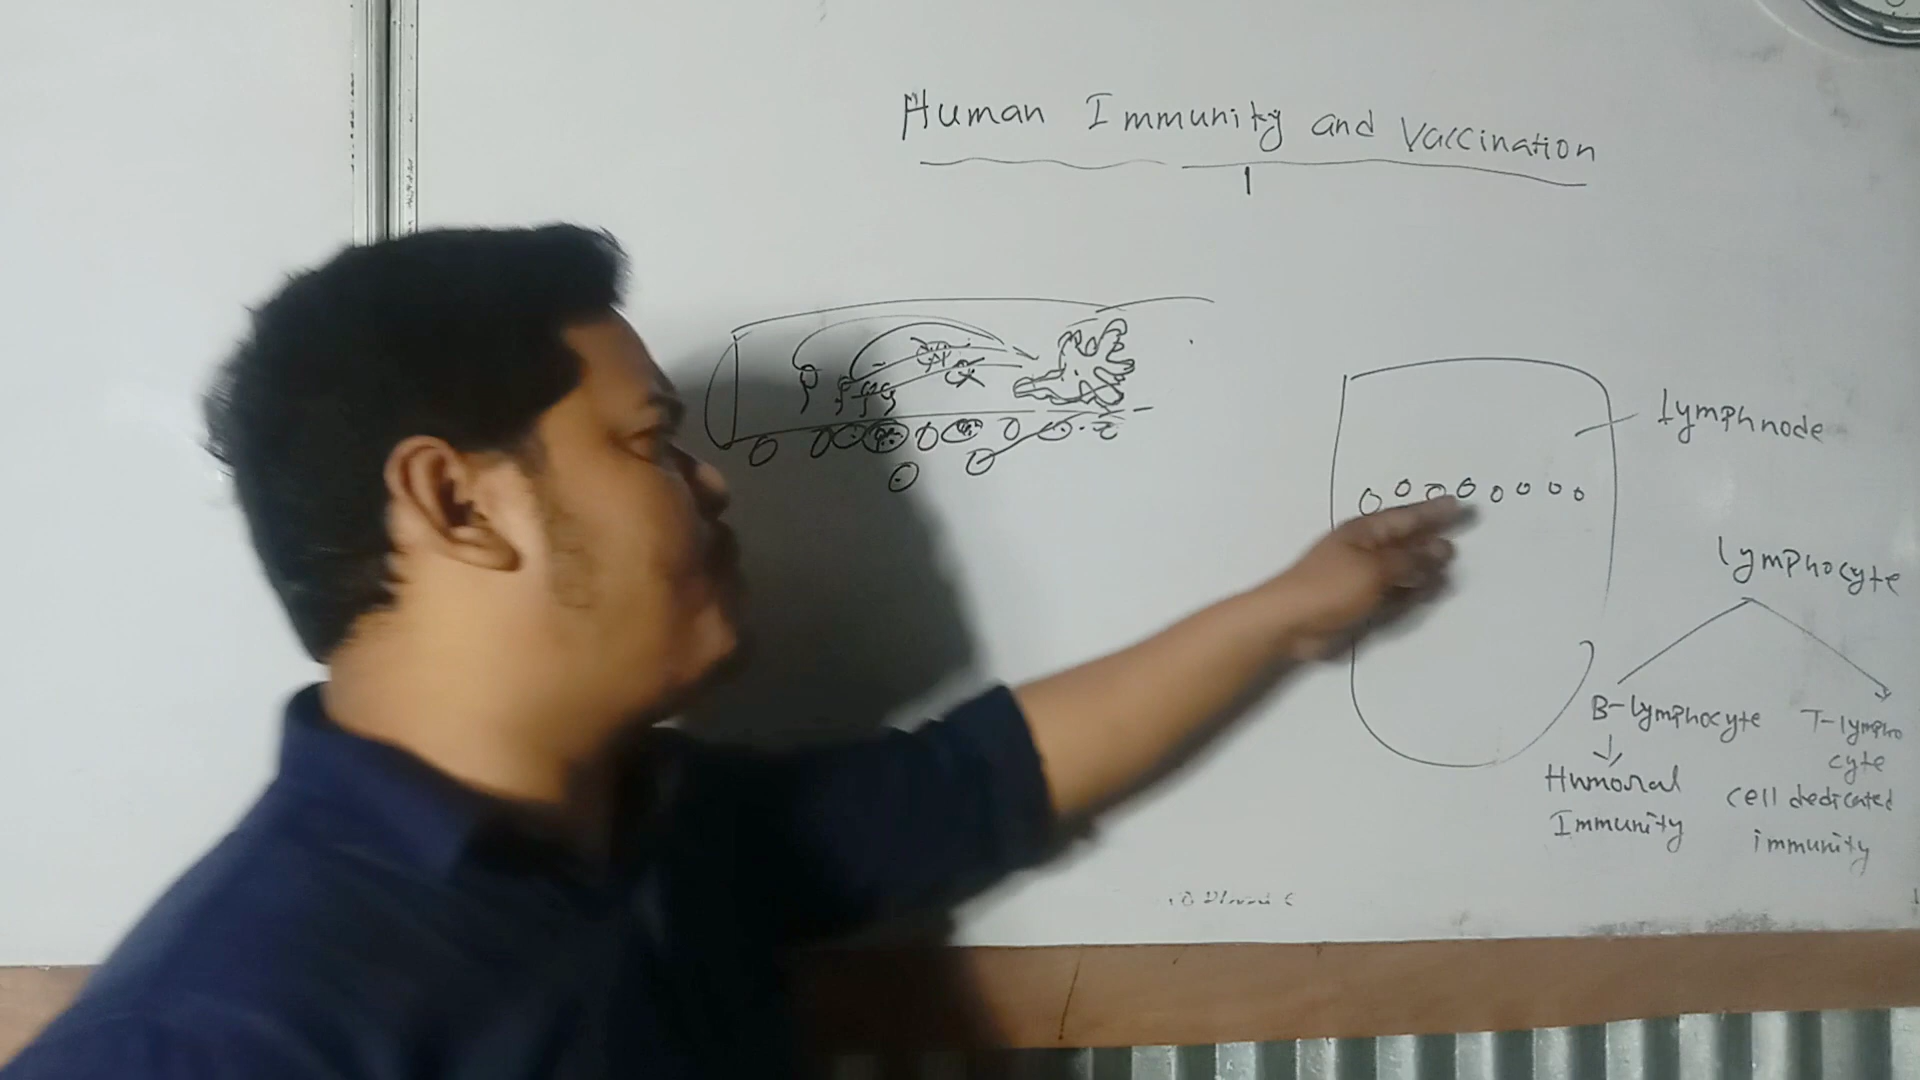 Human Immunity and Vaccination
1
Lymphnode
lymphocyte
B-lymphocyte
T-lympho
cyte
Humoral
Immunity
cell dedicated
immunity